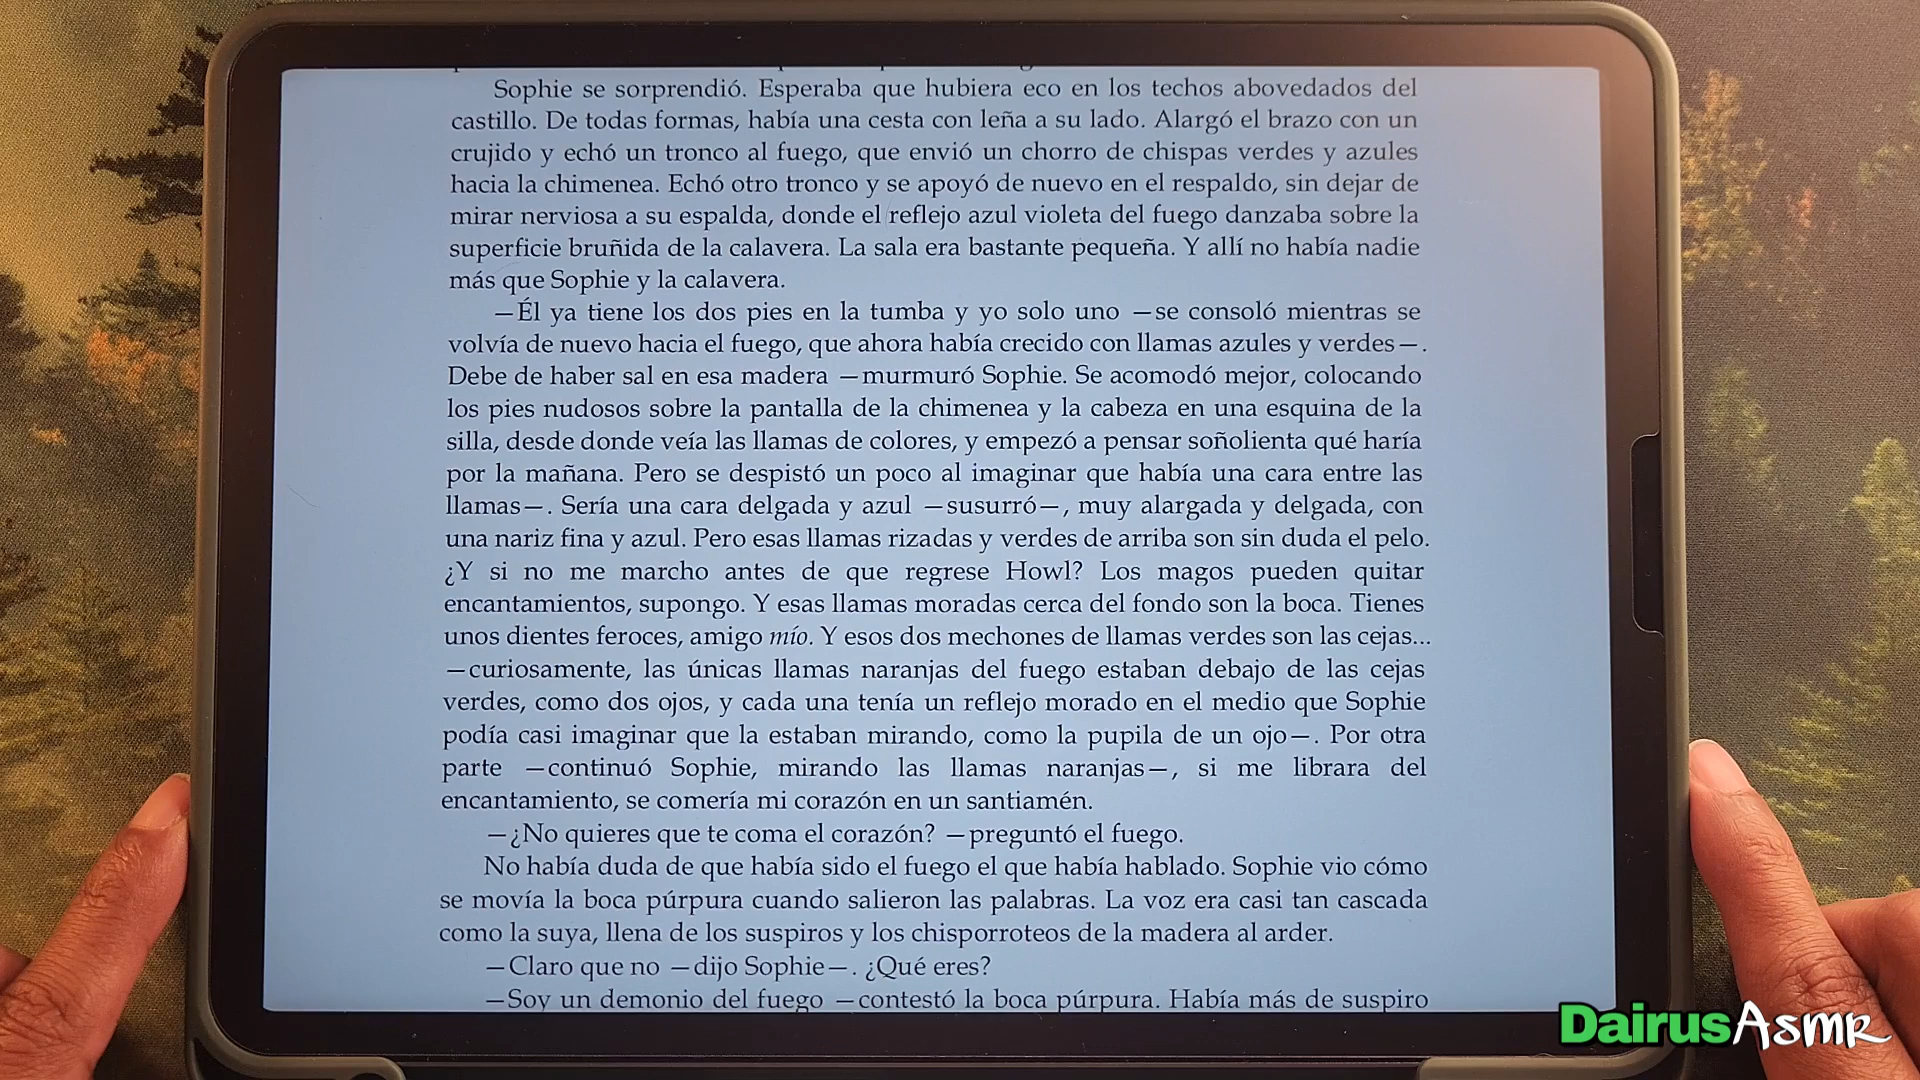 Sophie se sorprendió. Esperaba que hubiera eco en los techos abovedados del
castillo. De todas formas, había una cesta con leña a su lado. Alargó el brazo con un
crujido y echó un tronco al fuego, que envió un chorro de chispas verdes y azules
hacia la chimenea. Echó otro tronco y se apoyó de nuevo en el respaldo, sin dejar de
mirar nerviosa a su espalda, donde el reflejo azul violeta del fuego danzaba sobre la
superficie bruñida de la calavera. La sala era bastante pequeña. Y allí no había nadie
más que Sophie y la calavera.
—Él ya tiene los dos pies en la tumba y yo solo uno —se consoló mientras se
volvía de nuevo hacia el fuego, que ahora había crecido con llamas azules y verdes—.
Debe de haber sal en esa madera —murmuró Sophie. Se acomodó mejor, colocando
los pies nudosos sobre la pantalla de la chimenea y la cabeza en una esquina de la
silla, desde donde veía las llamas de colores, y empezó a pensar soñolienta qué haría
por la mañana. Pero se despistó un poco al imaginar que había una cara entre las
llamas—. Sería una cara delgada y azul —susurró—, muy alargada y delgada, con
una nariz fina y azul. Pero esas llamas rizadas y verdes de arriba son sin duda el pelo.
¿Y si no me marcho antes de que regrese Howl? Los magos pueden quitar
encantamientos, supongo. Y esas llamas moradas cerca del fondo son la boca. Tienes
unos dientes feroces, amigo mío. Y esos dos mechones de llamas verdes son las cejas...
—curiosamente, las únicas llamas naranjas del fuego estaban debajo de las cejas
verdes, como dos ojos, y cada una tenía un reflejo morado en el medio que Sophie
podía casi imaginar que la estaban mirando, como la pupila de un ojo—. Por otra
parte —continuó Sophie, mirando las llamas naranjas—, si me librara del
encantamiento, se comería mi corazón en un santiamén.
—¿No quieres que te coma el corazón? —preguntó el fuego.
No había duda de que había sido el fuego el que había hablado. Sophie vio cómo
se movía la boca púrpura cuando salieron las palabras. La voz era casi tan cascada
como la suya, llena de los suspiros y los chisporroteos de la madera al arder.
—Claro que no —dijo Sophie—. ¿Qué eres?
—Soy un demonio del fuego —contestó la boca púrpura. Había más de suspiro
DairusAsmr